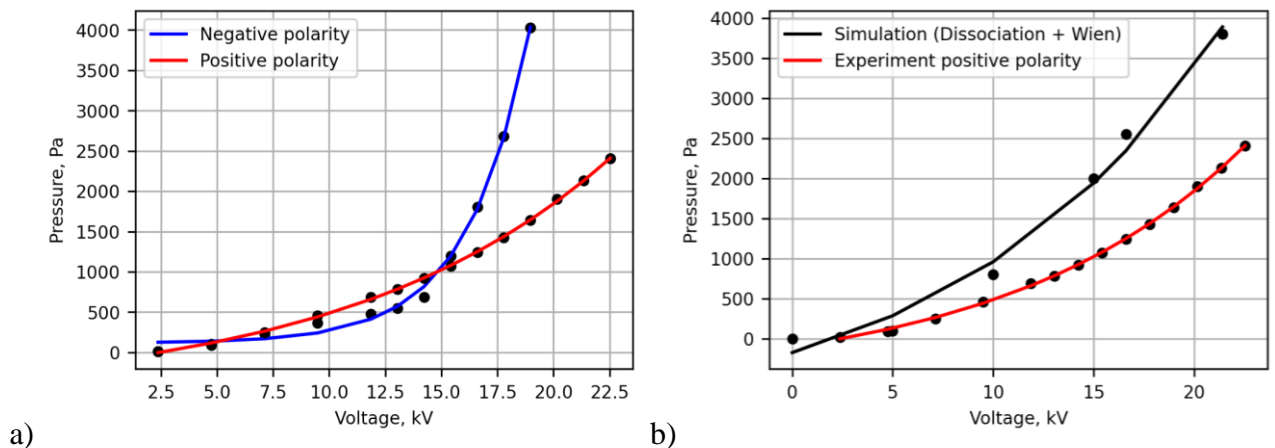 4000
3500
3000
2500
2000
1500
1000
500
0
Pressure, Pa
Negative polarity
Positive polarity
2.5 5.0 7.5 10.0 12.5 15.0 17.5 20.0 22.5
Voltage, kV
a)
4000
3500
3000
2500
2000
1500
1000
500
0
Pressure, Pa
Simulation (Dissociation + Wien)
Experiment positive polarity
0 5 10 15 20
Voltage, kV
b)